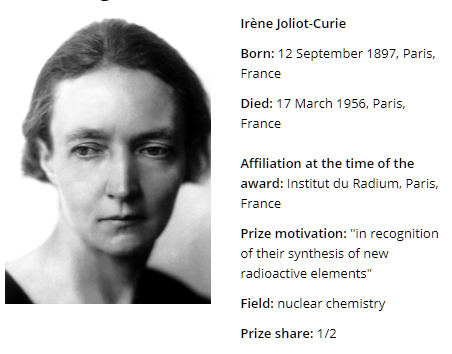 Irène Joliot-Curie
Born: 12 September 1897, Paris,
France
Died: 17 March 1956, Paris,
France
Affiliation at the time of the
award: Institut du Radium, Paris,
France
Prize motivation: "in recognition
of their synthesis of new
radioactive elements"
Field: nuclear chemistry
Prize share: 1/2